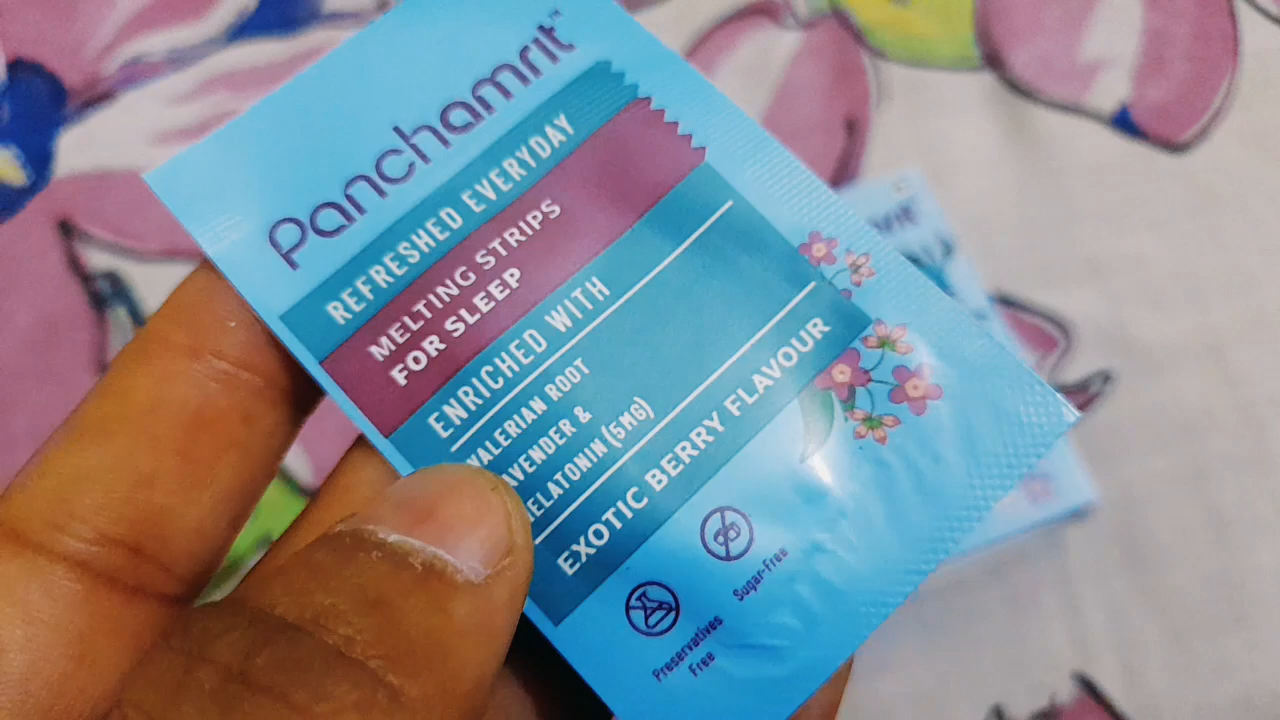 Panchamrit™
REFRESHED EVERYDAY
MELTING STRIPS
FOR SLEEP
ENRICHED WITH
VALERIAN ROOT
LAVENDER &
MELATONIN (5MG)
EXOTIC BERRY FLAVOUR
Sugar-Free
Preservatives
Free